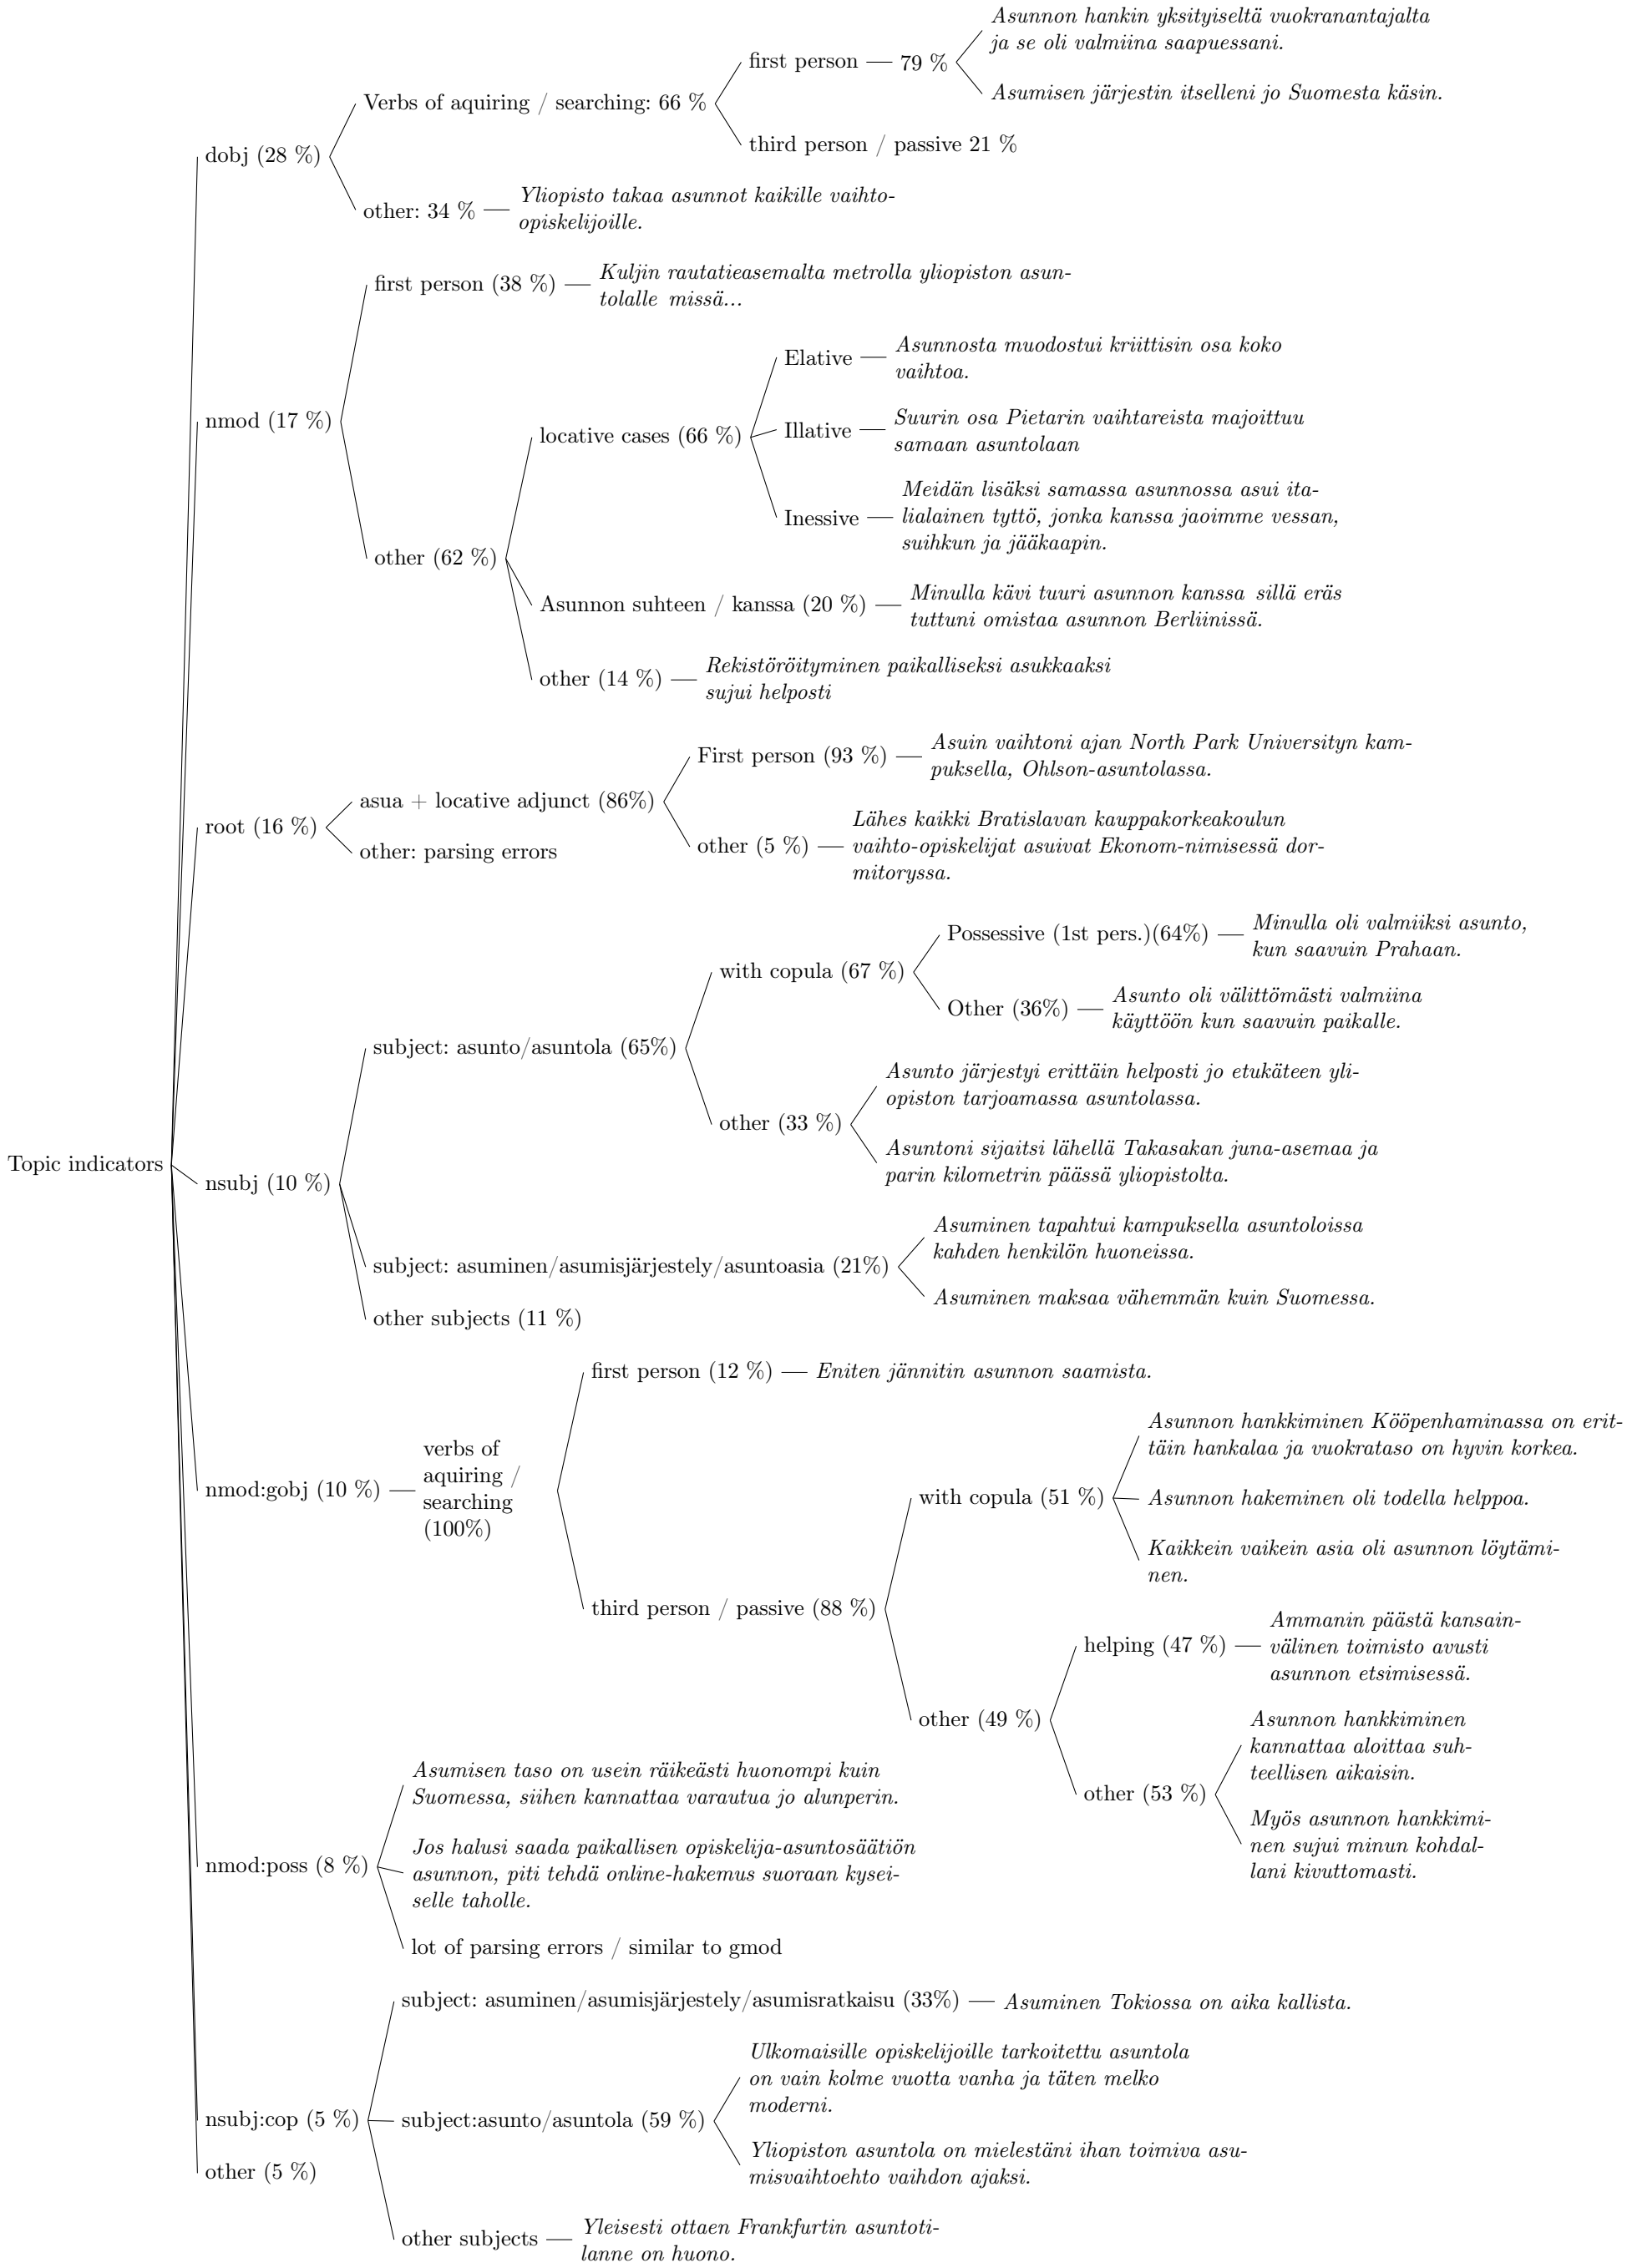 Topic indicators
dobj (28 %)
Verbs of aquiring / searching: 66 %
first person
79 %
Asunnon hankin yksityiseltä vuokranantajalta
ja se oli valmiina saapuessani.
Asumisen järjestin itselleni jo Suomesta käsin.
third person / passive 21 %
other: 34 %
Yliopisto takaa asunnot kaikille vaihto-
opiskelijoille.
nmod (17 %)
first person (38 %)
Kuljin rautatieasemalta metrolla yliopiston asun-
tolalle missä...
other (62 %)
locative cases (66 %)
Elative
Asunnosta muodostui kriittisin osa koko
vaihtoa.
Illative
Suurin osa Pietarin vaihtareista majoittuu
samaan asuntolaan
Inessive
Meidän lisäksi samassa asunnossa asui ita-
lialainen tyttö, jonka kanssa jaoimme vessan,
suihkun ja jääkaapin.
Asunnon suhteen / kanssa (20 %)
Minulla kävi tuuri asunnon kanssa sillä eräs
tuttuni omistaa asunnon Berliinissä.
other (14 %)
Rekistöröityminen paikalliseksi asukkaaksi
sujui helposti
root (16 %)
asua + locative adjunct (86%)
First person (93 %)
Asuin vaihtoni ajan North Park Universityn kam-
puksella, Ohlson-asuntolassa.
other (5 %)
Lähes kaikki Bratislavan kauppakorkeakoulun
vaihto-opiskelijat asuivat Ekonom-nimisessä dor-
mitoryssa.
other: parsing errors
nsubj (10 %)
subject: asunto/asuntola (65%)
with copula (67 %)
Possessive (1st pers.)(64%)
Minulla oli valmiiksi asunto,
kun saavuin Prahaan.
Other (36%)
Asunto oli välittömästi valmiina
käyttöön kun saavuin paikalle.
other (33 %)
Asunto järjestyi erittäin helposti jo etukäteen yli-
opiston tarjoamassa asuntolassa.
Asuntoni sijaitsi lähellä Takasakan juna-asemaa ja
parin kilometrin päässä yliopistolta.
subject: asuminen/asumisjärjestely/asuntoasia (21%)
Asuminen tapahtui kampuksella asuntoloissa
kahden henkilön huoneissa.
Asuminen maksaa vähemmän kuin Suomessa.
other subjects (11 %)
nmod:gobj (10 %)
verbs of
aquiring /
searching
(100%)
first person (12 %)
Eniten jännitin asunnon saamista.
third person / passive (88 %)
with copula (51 %)
Asunnon hankkiminen Kööpenhaminassa on erit-
täin hankalaa ja vuokrataso on hyvin korkea.
Asunnon hakeminen oli todella helppoa.
Kaikkein vaikein asia oli asunnon löytämi-
nen.
other (49 %)
helping (47 %)
Ammanin päästä kansain-
välinen toimisto avusti
asunnon etsimisessä.
other (53 %)
Asunnon hankkiminen
kannattaa aloittaa suh-
teellisen aikaisin.
Myös asunnon hankkimi-
nen sujui minun kohdal-
lani kivuttomasti.
nmod:poss (8 %)
Asumisen taso on usein räikeästi huonompi kuin
Suomessa, siihen kannattaa varautua jo alunperin.
Jos halusi saada paikallisen opiskelija-asuntosäätiön
asunnon, piti tehdä online-hakemus suoraan kysei-
selle taholle.
lot of parsing errors / similar to gmod
nsubj:cop (5 %)
subject: asuminen/asumisjärjestely/asumisratkaisu (33%)
Asuminen Tokiossa on aika kallista.
subject:asunto/asuntola (59 %)
Ulkomaisille opiskelijoille tarkoitettu asuntola
on vain kolme vuotta vanha ja täten melko
moderni.
Yliopiston asuntola on mielestäni ihan toimiva asu-
misvaihtoehto vaihdon ajaksi.
other subjects
Yleisesti ottaen Frankfurtin asuntoti-
lanne on huono.
other (5 %)